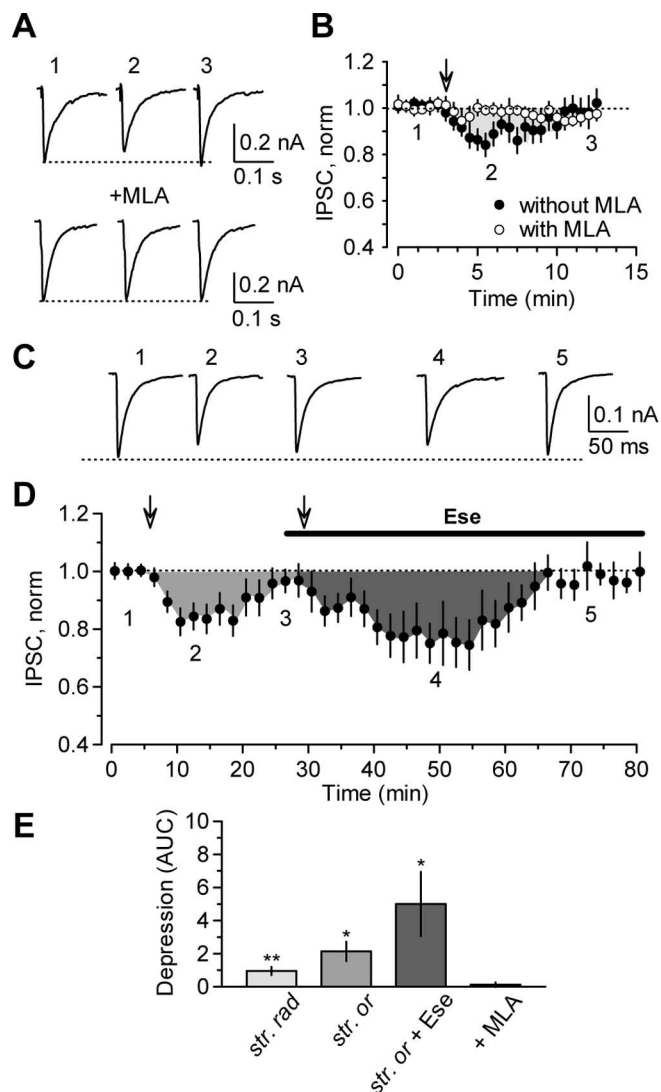 A
1 2 3
0.2 nA
0.1 s
+MLA
0.2 nA
0.1 s
B
1.2
1.0
0.8
0.6
0.4
IPSC, norm
1
2
3
without MLA
with MLA
0 5 10 15
Time (min)
C
1 2 3 4 5
0.1 nA
50 ms
D
Ese
1.2
1.0
0.8
0.6
0.4
IPSC, norm
1
2
3
4
5
0 10 20 30 40 50 60 70 80
Time (min)
E
10
8
6
4
2
0
Depression (AUC)
**
*
*
str. rad
str. or
str. or + Ese
+ MLA